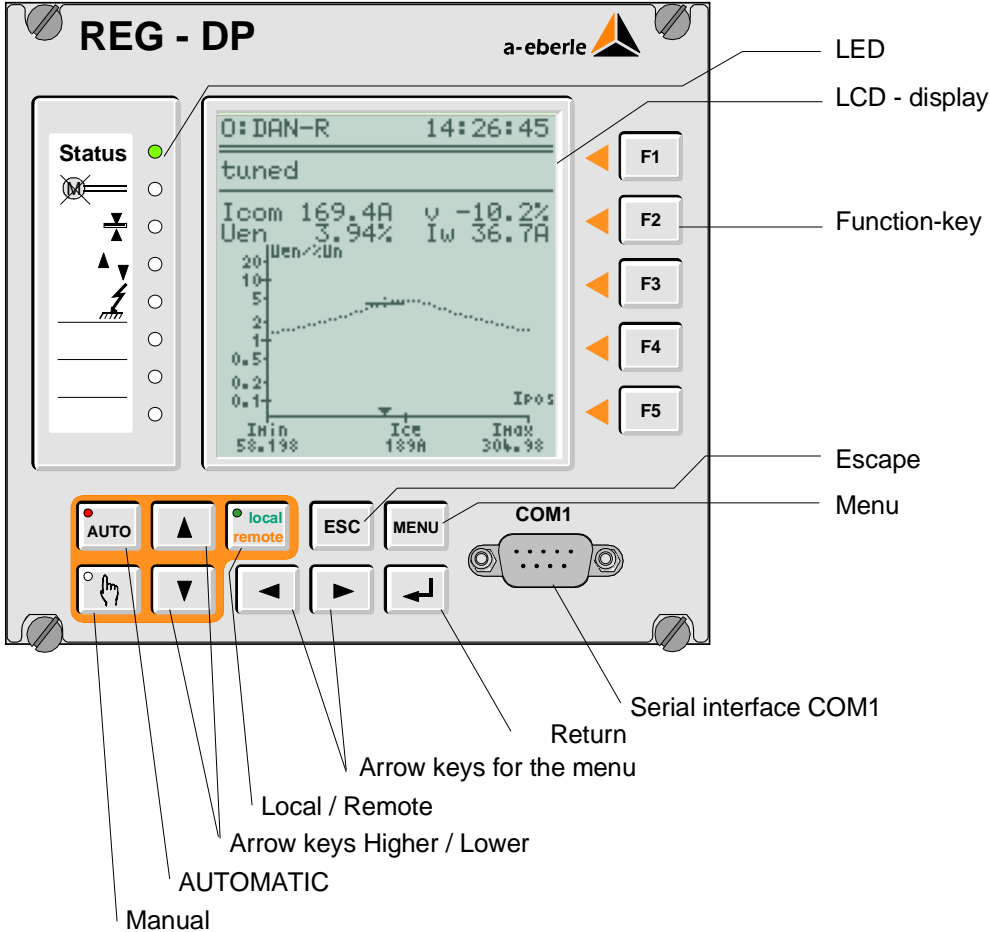 REG - DP
a-eberle
LED
LCD - display
Status
M
0:DAN-R 14:26:45
tuned
Icom 169.4A v -10.2%
Uen 3.94% Iw 36.7A
Uen/%Un
20
10
5
2
1
0.5
0.2
0.1
Ipos
Imin Ice Imax
58.198 189A 304.98
F1
F2
F3
F4
F5
Function-key
Escape
Menu
AUTO
local
remote
ESC
MENU
COM1
Serial interface COM1
Return
Arrow keys for the menu
Local / Remote
Arrow keys Higher / Lower
AUTOMATIC
Manual